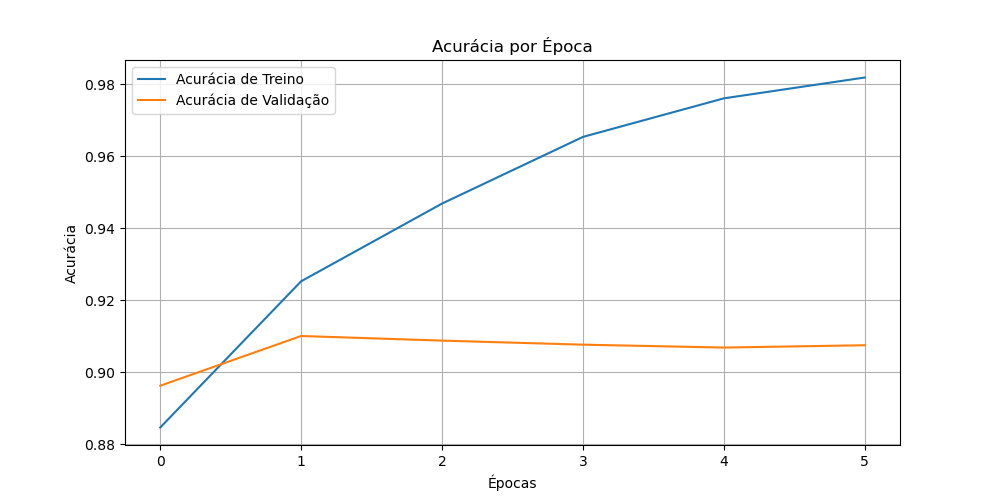 Acurácia por Época
Acurácia de Treino
Acurácia de Validação
0.98
0.96
0.94
0.92
0.90
0.88
Acurácia
0 1 2 3 4 5
Épocas